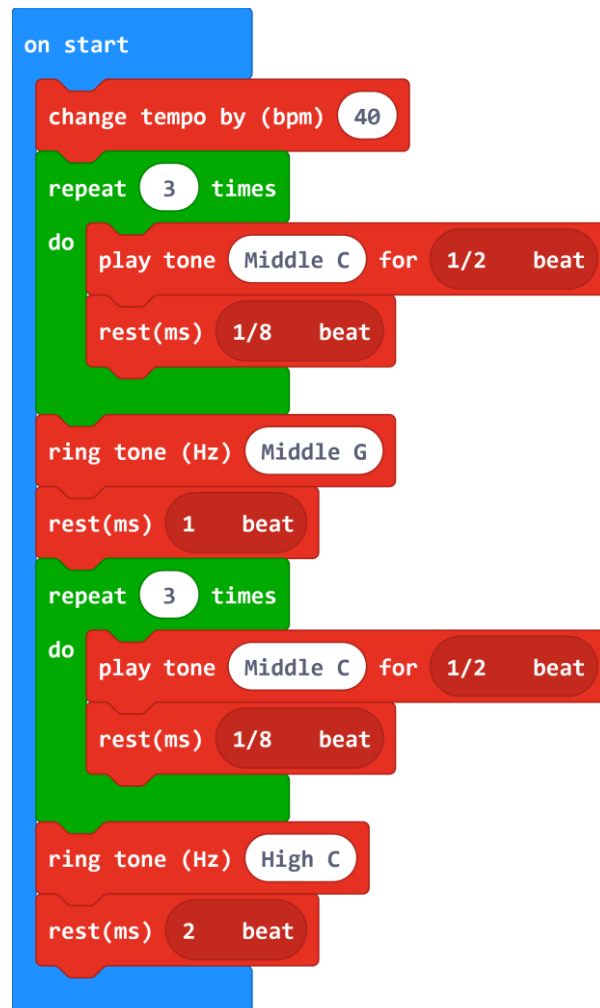 on start
change tempo by (bpm) 40
repeat 3 times
do
play tone Middle C for 1/2 beat
rest(ms) 1/8 beat
ring tone (Hz) Middle G
rest(ms) 1 beat
repeat 3 times
do
play tone Middle C for 1/2 beat
rest(ms) 1/8 beat
ring tone (Hz) High C
rest(ms) 2 beat